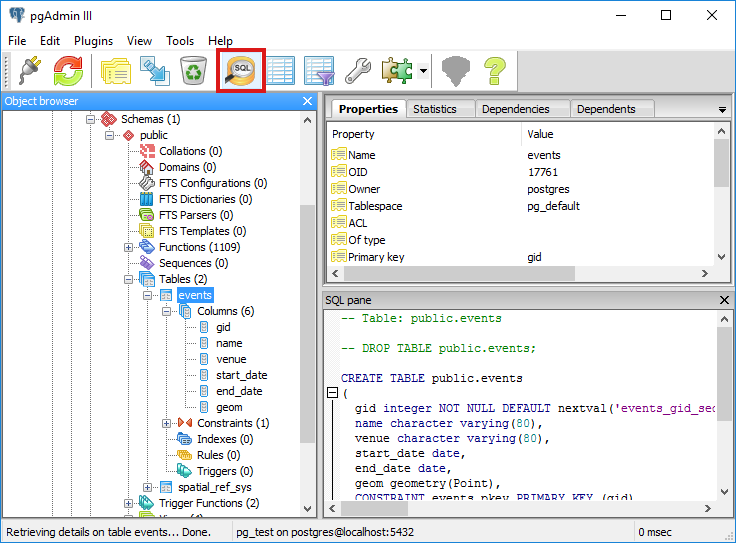 pgAdmin III
File Edit Plugins View Tools Help
SQL
Object browser
Schemas (1)
public
Collations (0)
Domains (0)
FTS Configurations (0)
FTS Dictionaries (0)
FTS Parsers (0)
FTS Templates (0)
Functions (1109)
Sequences (0)
Tables (2)
events
Columns (6)
gid
name
venue
start_date
end_date
geom
Constraints (1)
Indexes (0)
Rules (0)
Triggers (0)
spatial_ref_sys
Trigger Functions (2)
Properties Statistics Dependencies Dependents
Property Value
Name events
OID 17761
Owner postgres
Tablespace pg_default
ACL
Of type
Primary key gid
SQL pane
-- Table: public.events
-- DROP TABLE public.events;
CREATE TABLE public.events
(
gid integer NOT NULL DEFAULT nextval('events_gid_sec
name character varying(80),
venue character varying(80),
start_date date,
end_date date,
geom geometry(Point),
CONSTRAINT events_pkey PRIMARY KEY (gid)
Retrieving details on table events... Done. pg_test on postgres@localhost:5432 0 msec